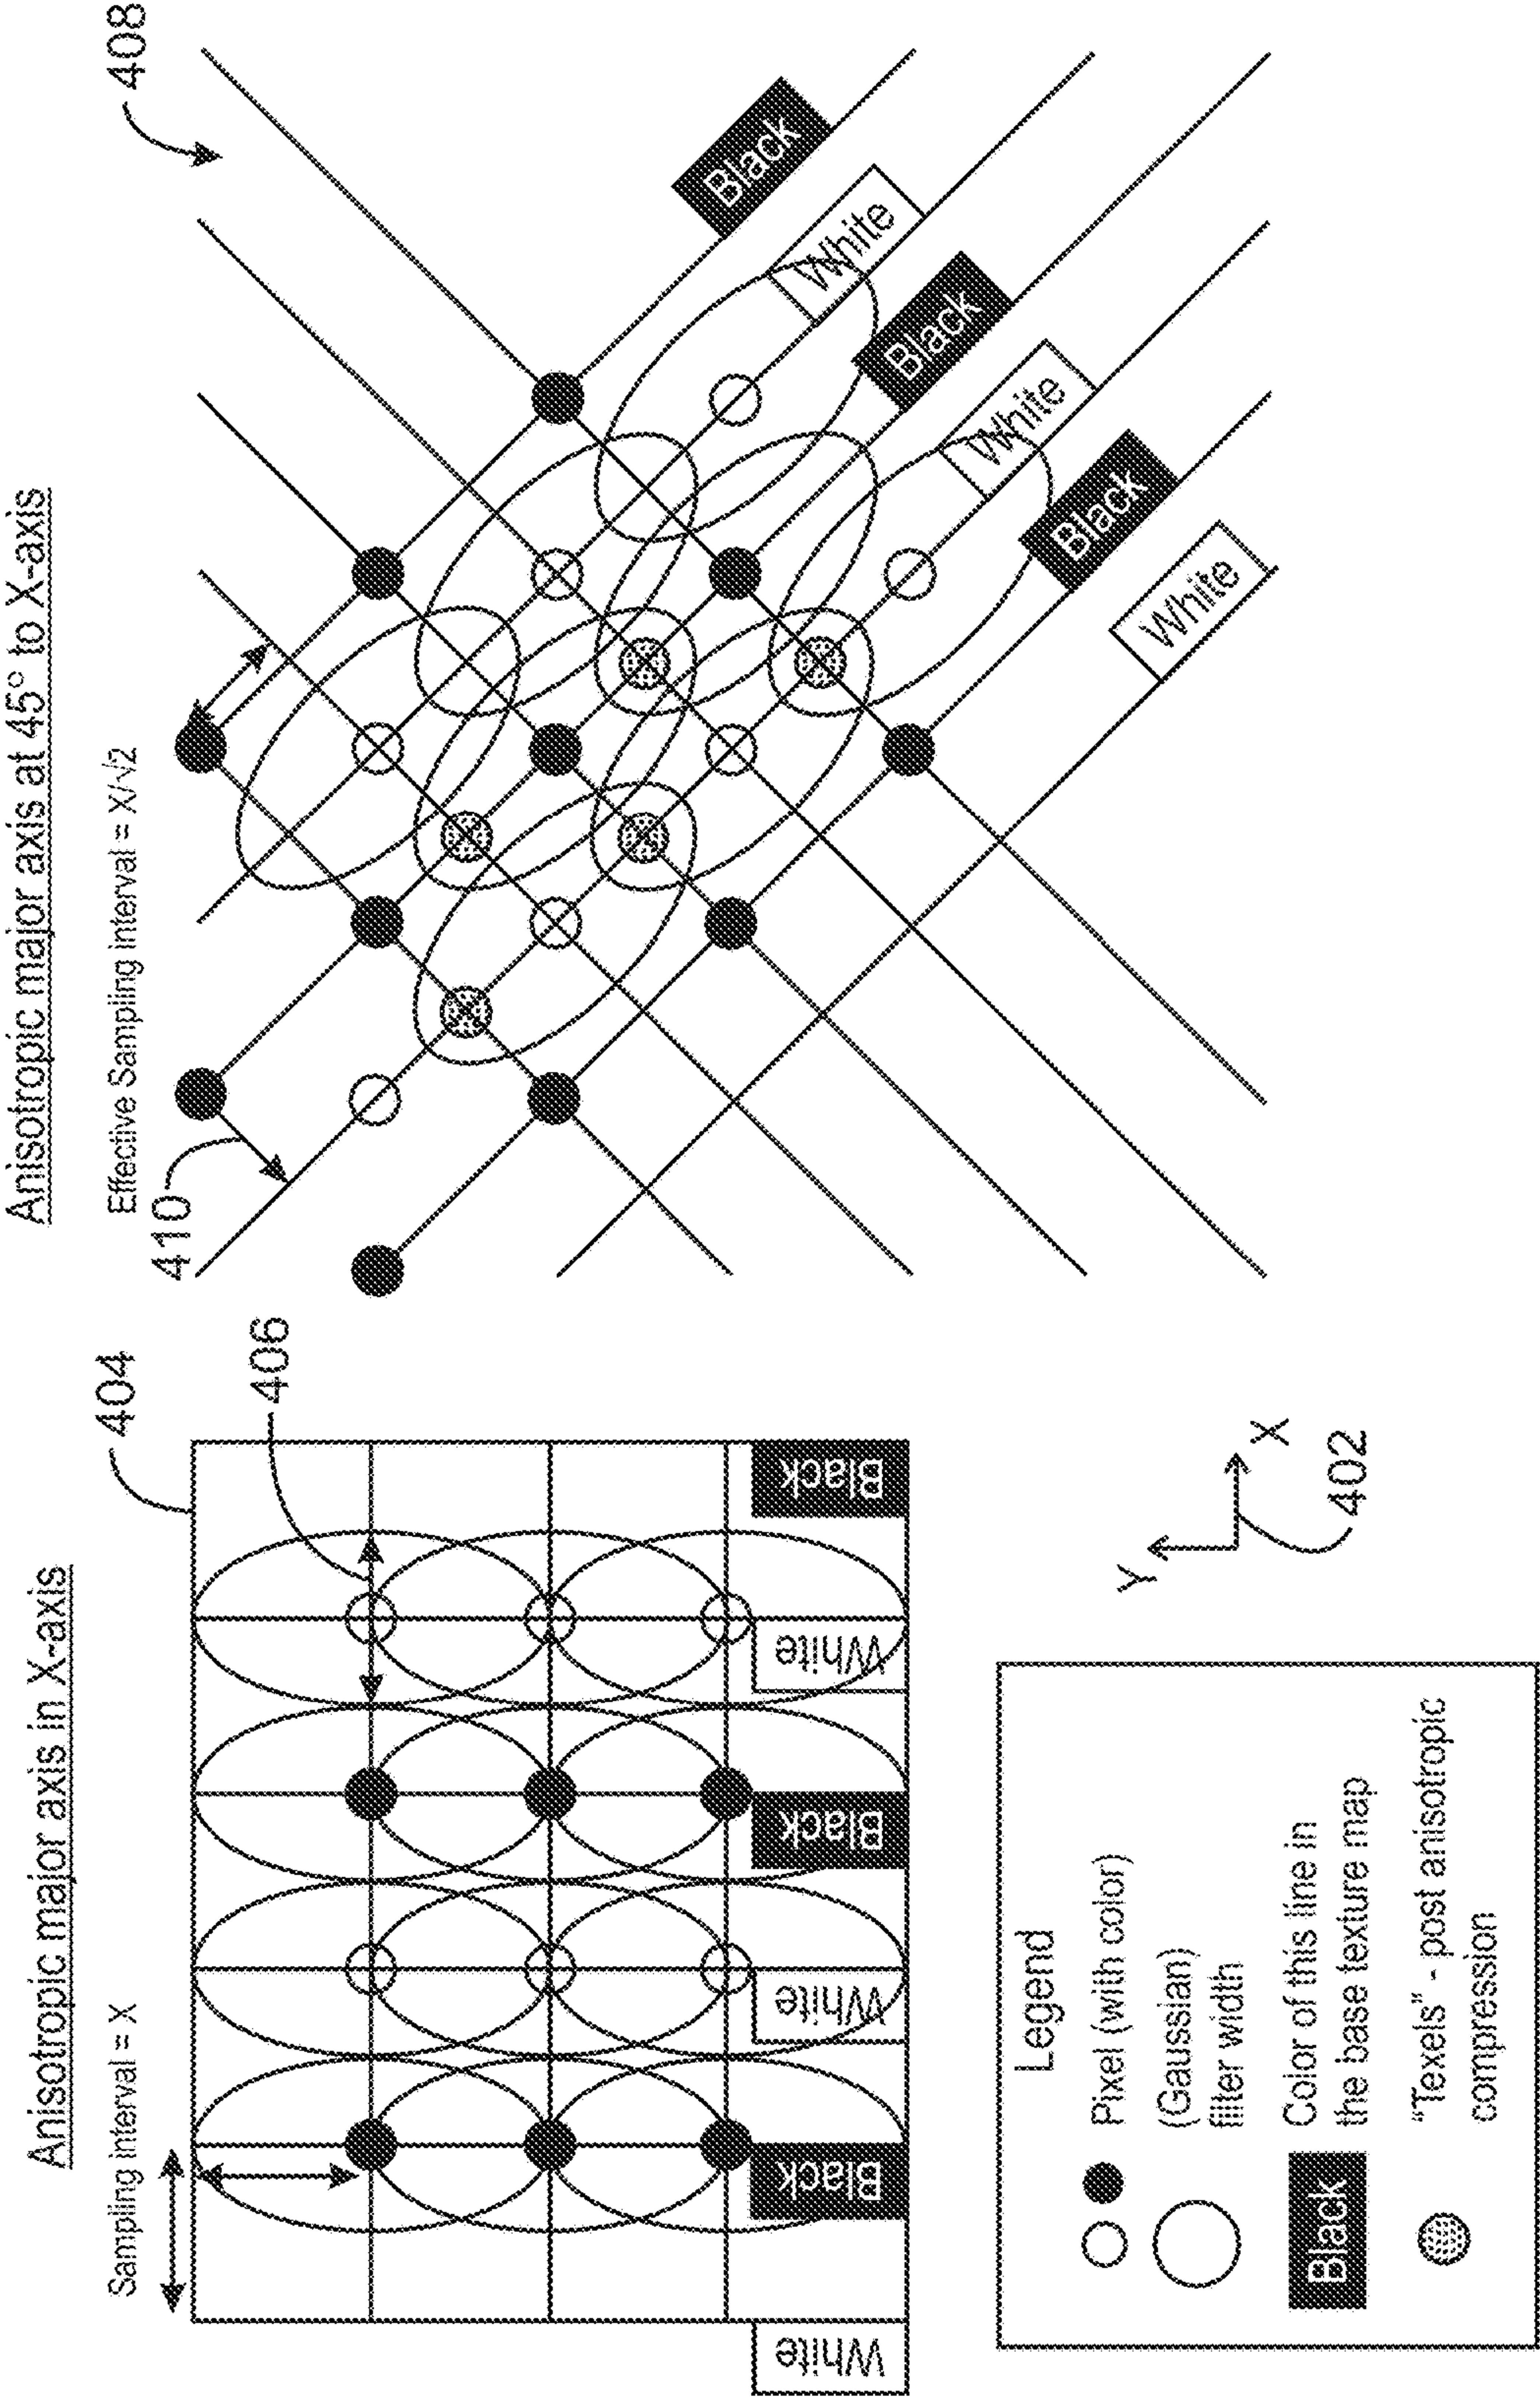 Anisotropic major axis in X-axis
Sampling interval = X
404
406
White
Black
White
Black
White
Black
Y
X
402
Legend
Pixel (with color)
(Gaussian)
filter width
Black
Color of this line in
the base texture map
"Texels" - post anisotropic
compression
Anisotropic major axis at 45° to X-axis
Effective Sampling interval = X/√2
410
408
Black
White
Black
White
Black
White